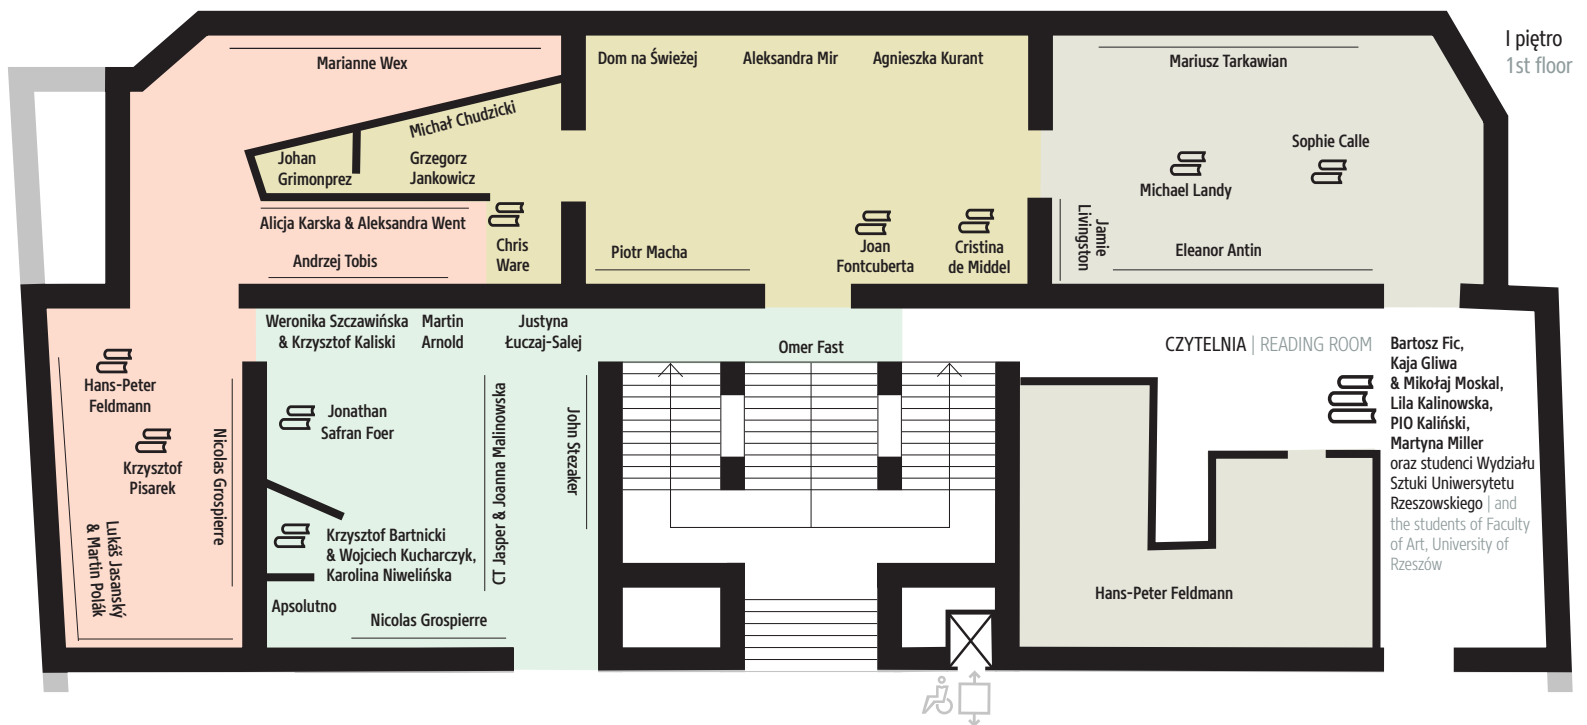 I piętro
1st floor
Marianne Wex
Dom na Świeżej
Aleksandra Mir
Agnieszka Kurant
Mariusz Tarkawian
Michał Chudzicki
Johan
Grimonprez
Grzegorz
Jankowicz
Sophie Calle
Michael Landy
Alicja Karska & Aleksandra Went
Andrzej Tobis
Chris
Ware
Piotr Macha
Joan
Fontcuberta
Cristina
de Middel
Jamie
Livingston
Eleanor Antin
Weronika Szczawińska
& Krzysztof Kaliski
Martin
Arnold
Justyna
Łuczaj-Salej
Omer Fast
CZYTELNIA | READING ROOM
Bartosz Fic,
Kaja Gliwa
& Mikołaj Moskal,
Lila Kalinowska,
PIO Kaliński,
Martyna Miller
oraz studenci Wydziału
Sztuki Uniwersytetu
Rzeszowskiego | and
the students of Faculty
of Art, University of
Rzeszów
Hans-Peter
Feldmann
Krzysztof
Pisarek
Nicolas Grospierre
Lukáš Jasanský
& Martin Polák
Jonathan
Safran Foer
CT Jasper & Joanna Malinowska
John Stezaker
Krzysztof Bartnicki
& Wojciech Kucharczyk,
Karolina Niwelińska
Apsolutno
Nicolas Grospierre
Hans-Peter Feldmann